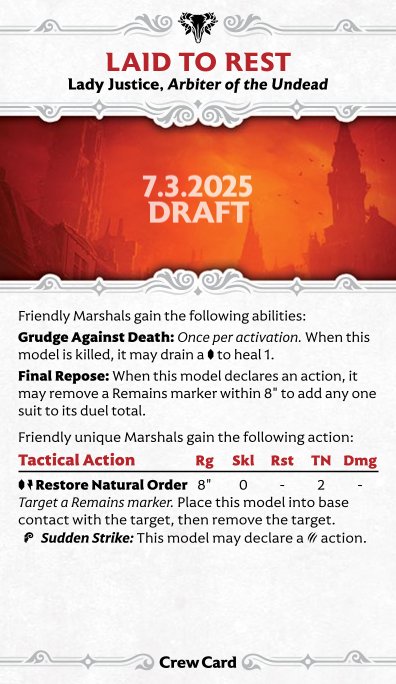 LAID TO REST
Lady Justice, Arbiter of the Undead
7.3.2025
DRAFT
Friendly Marshals gain the following abilities:
Grudge Against Death: Once per activation. When this
model is killed, it may drain a to heal 1.
Final Repose: When this model declares an action, it
may remove a Remains marker within 8" to add any one
suit to its duel total.
Friendly unique Marshals gain the following action:
Tactical Action Rg Skl Rst TN Dmg
Restore Natural Order 8" 0 - 2 -
Target a Remains marker. Place this model into base
contact with the target, then remove the target.
Sudden Strike: This model may declare a action.
Crew Card